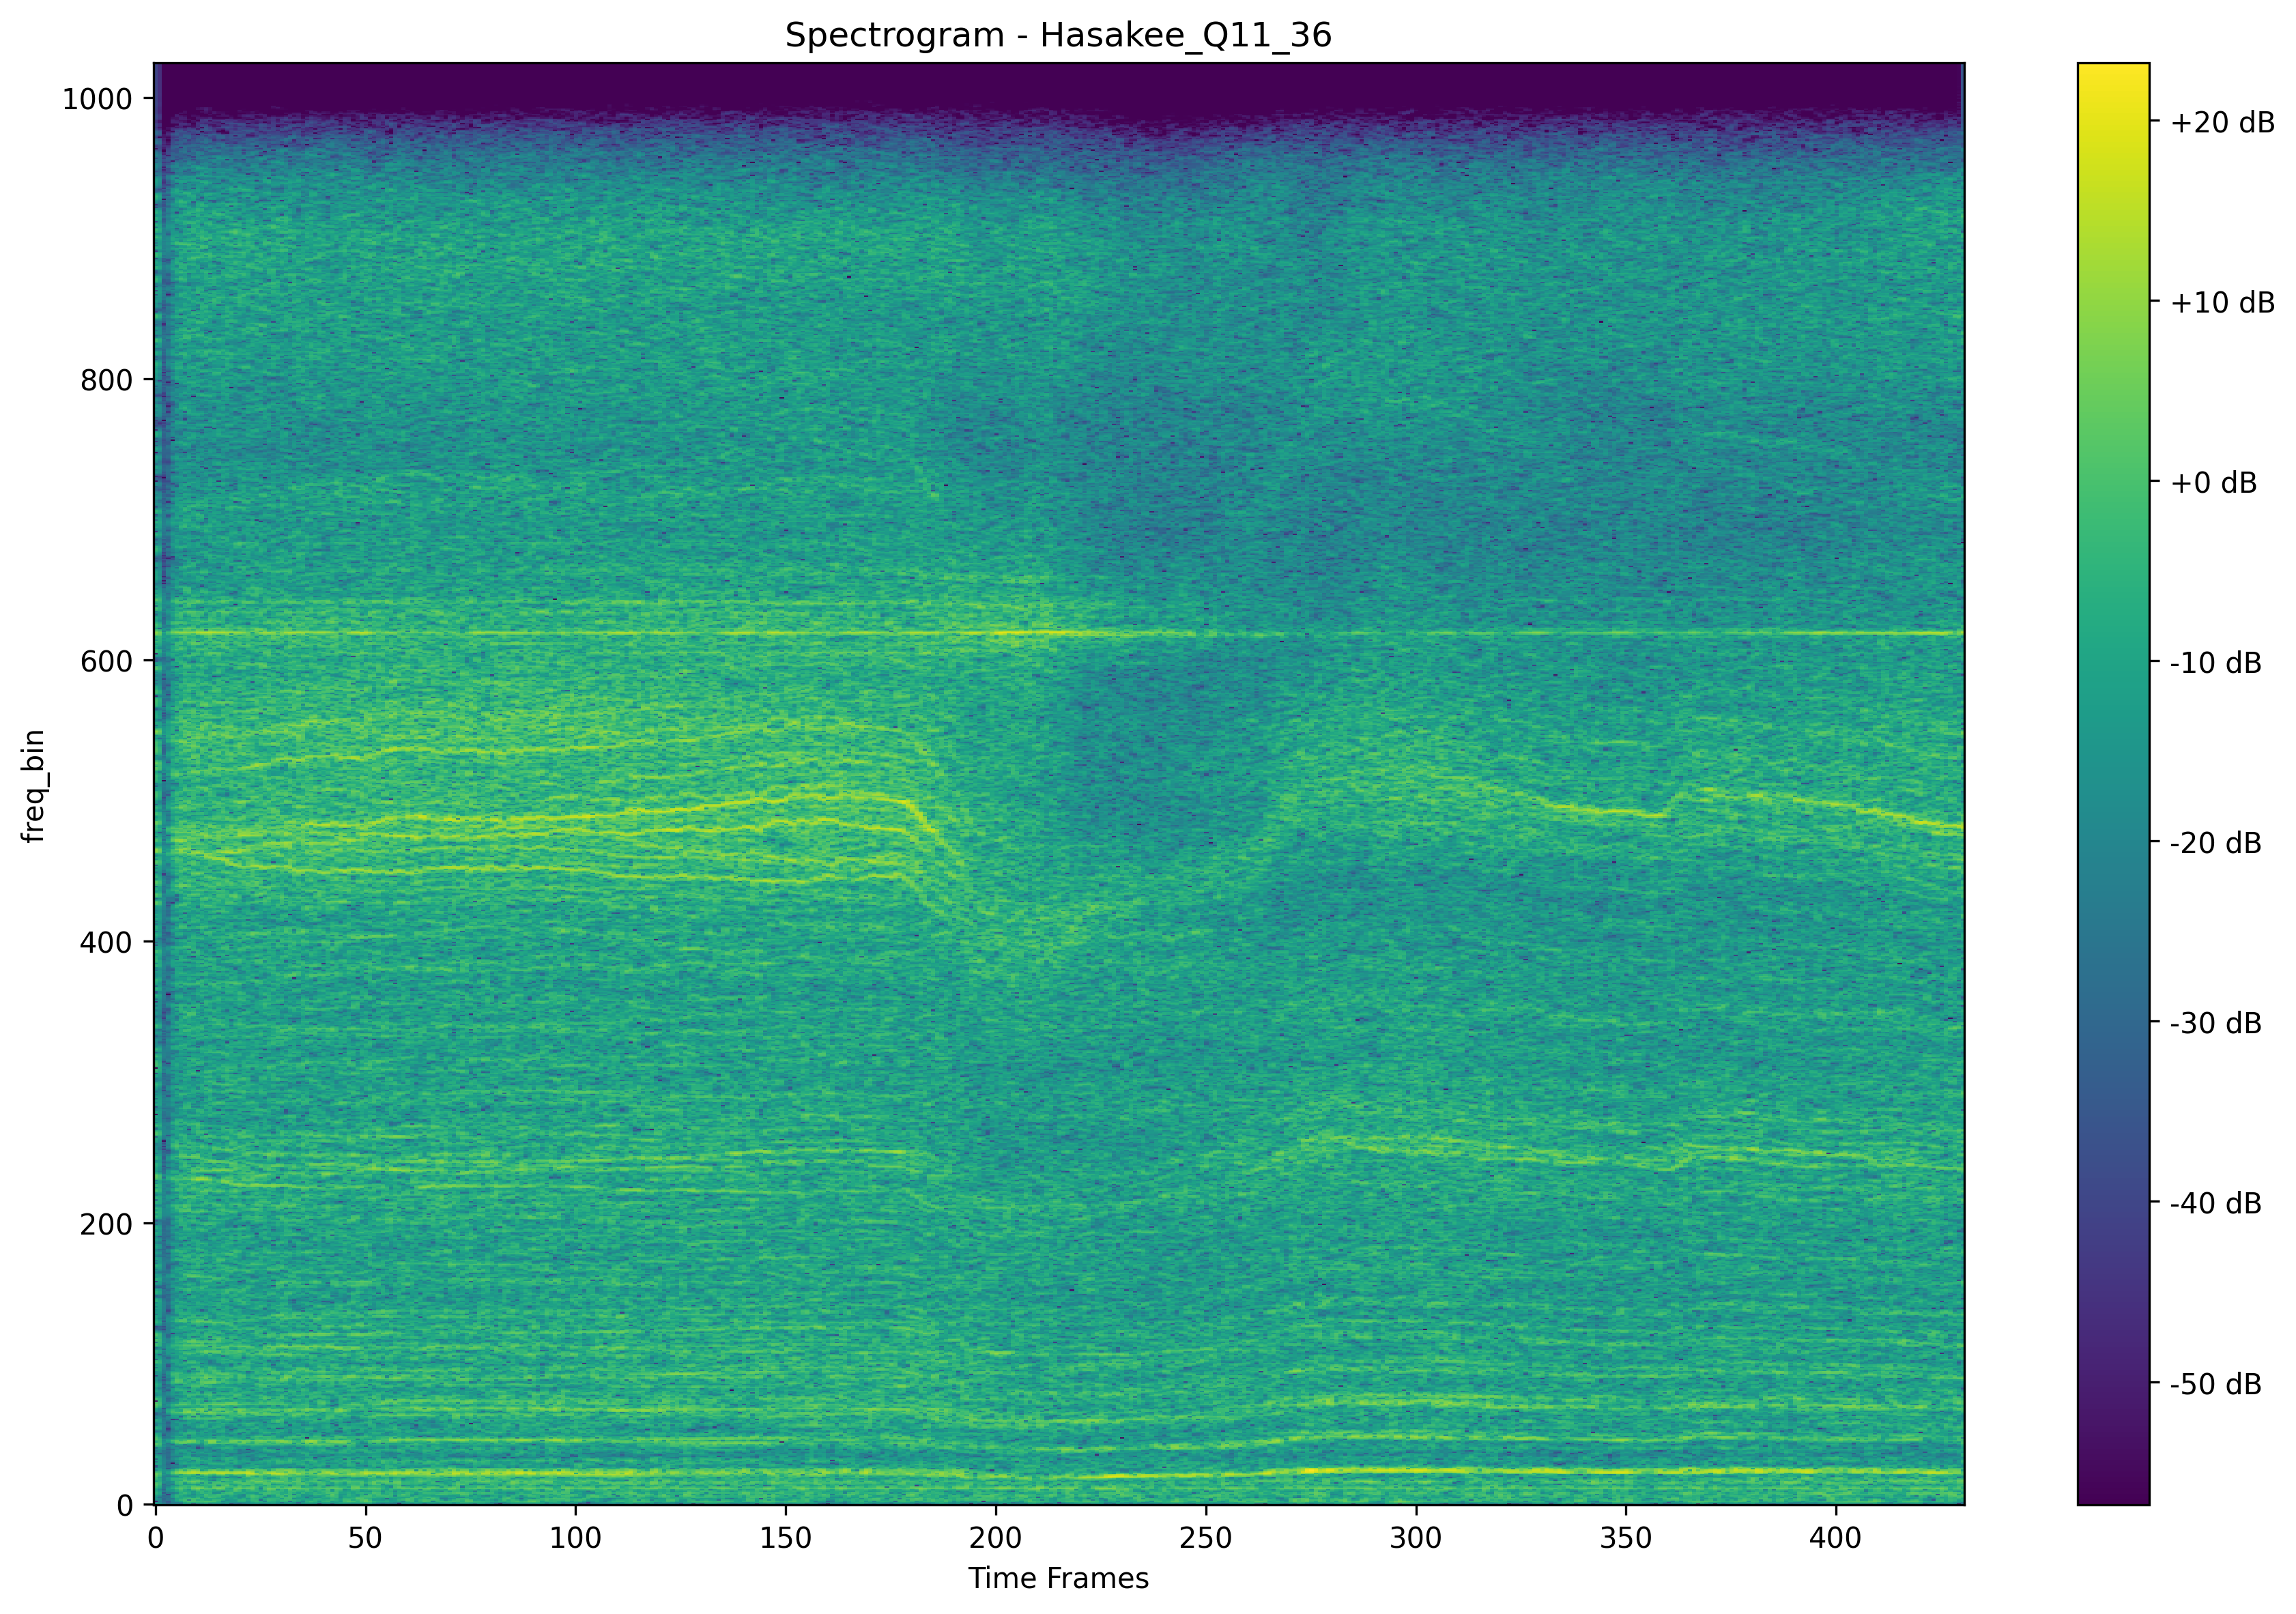 Spectrogram - Hasakee_Q11_36
1000
800
600
400
200
0
freq_bin
0 50 100 150 200 250 300 350 400
Time Frames
+20 dB
+10 dB
+0 dB
-10 dB
-20 dB
-30 dB
-40 dB
-50 dB